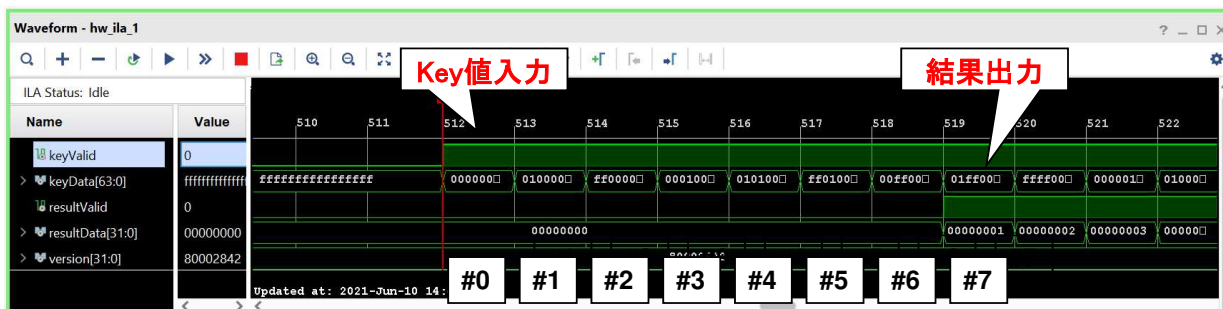 Waveform - hw_ila_1
Key値入力
結果出力
ILA Status: Idle
Name Value 510 511 512 513 514 515 516 517 518 519 520 521 522
keyValid 0
keyData[63:0] ffffffffffffff ffffffffffffffff 000000□ 010000□ ff0000□ 000100□ 010100□ ff0100□ 00ff00□ 01ff00□ ffff00□ 000001□ 01000□
resultValid 0
resultData[31:0] 00000000 00000000 00000001 00000002 00000003 00000□
version[31:0] 80002842
#0 #1 #2 #3 #4 #5 #6 #7
Updated at: 2021-Jun-10 14: